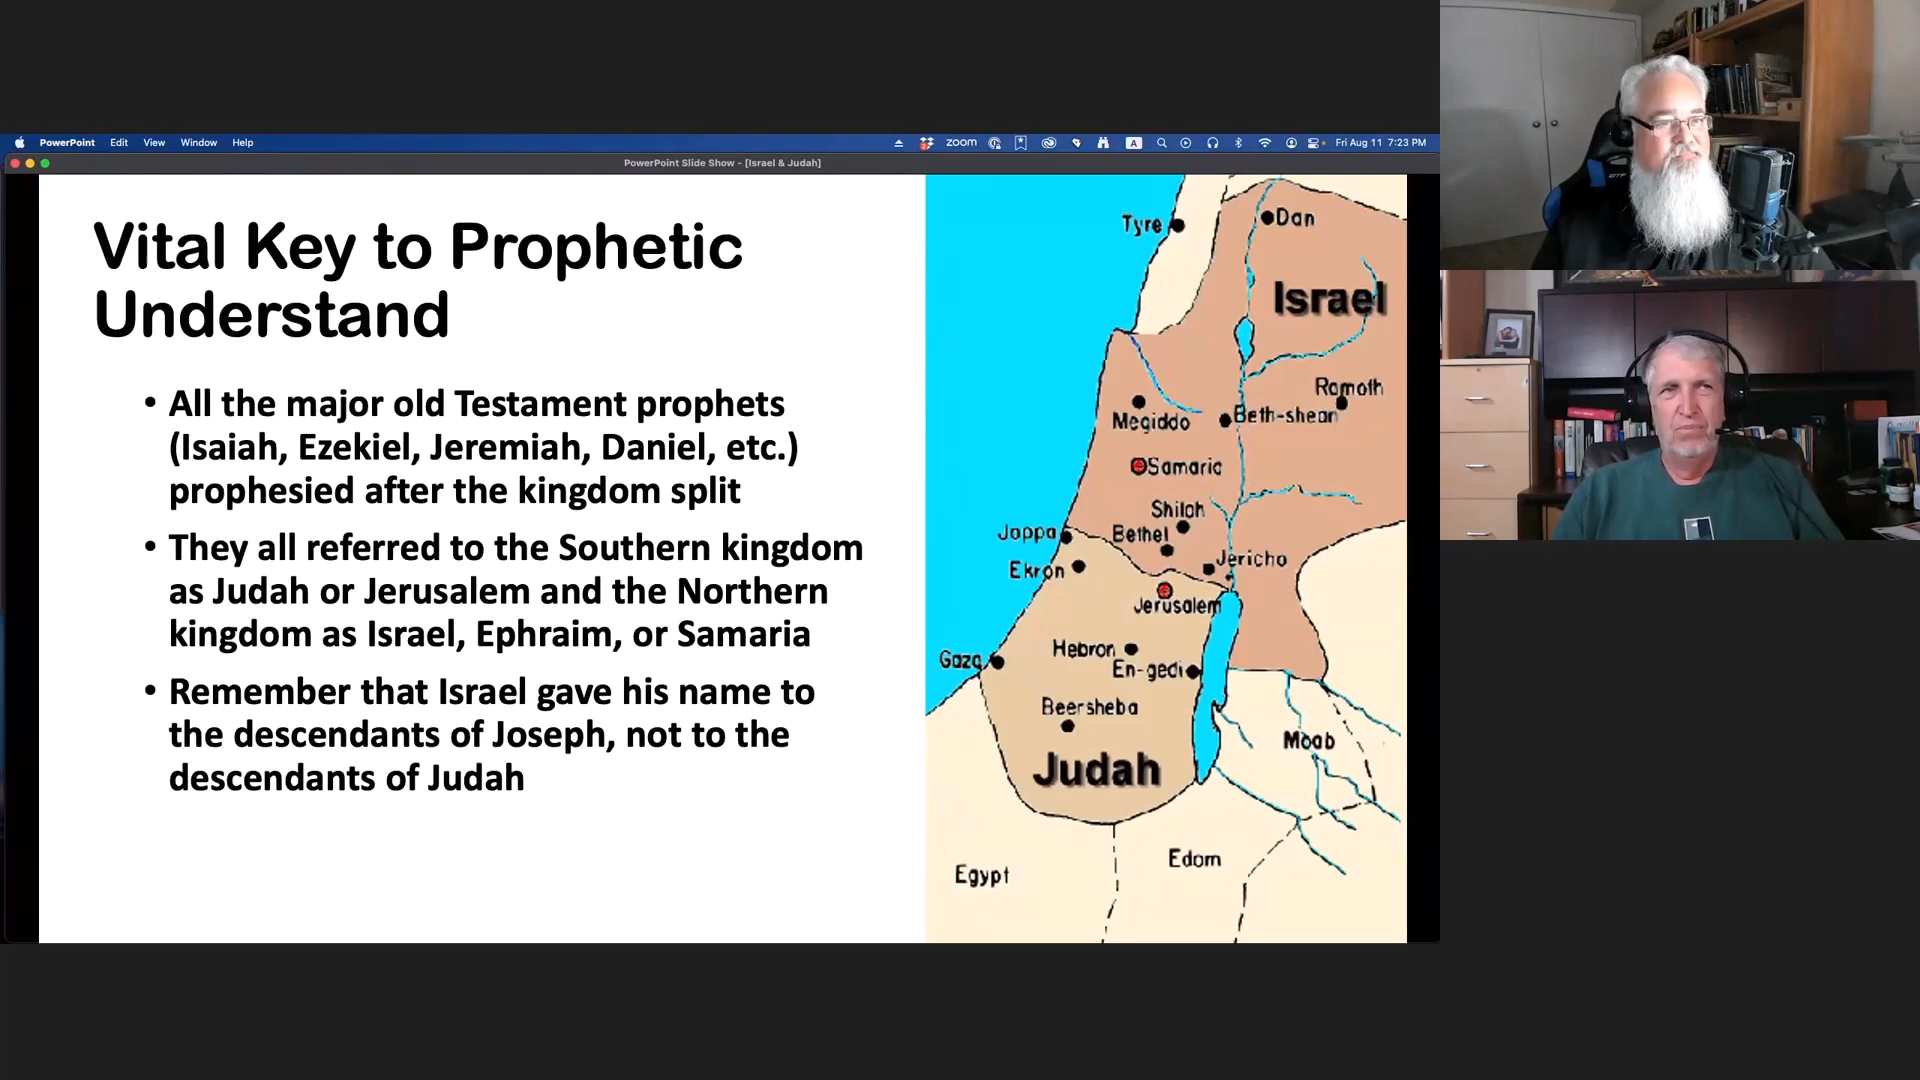 PowerPoint Edit View Window Help
zoom
A
Fri Aug 11 7:23 PM
PowerPoint Slide Show - [Israel & Judah]
Vital Key to Prophetic
Understand
• All the major old Testament prophets
(Isaiah, Ezekiel, Jeremiah, Daniel, etc.)
prophesied after the kingdom split
• They all referred to the Southern kingdom
as Judah or Jerusalem and the Northern
kingdom as Israel, Ephraim, or Samaria
• Remember that Israel gave his name to
the descendants of Joseph, not to the
descendants of Judah
Tyre
Dan
Israel
Ramoth
Megiddo
Beth-shean
Samaria
Shiloh
Joppa
Bethel
Jericho
Ekron
Jerusalem
Hebron
Gaza
En-gedi
Beersheba
Moab
Judah
Edom
Egypt